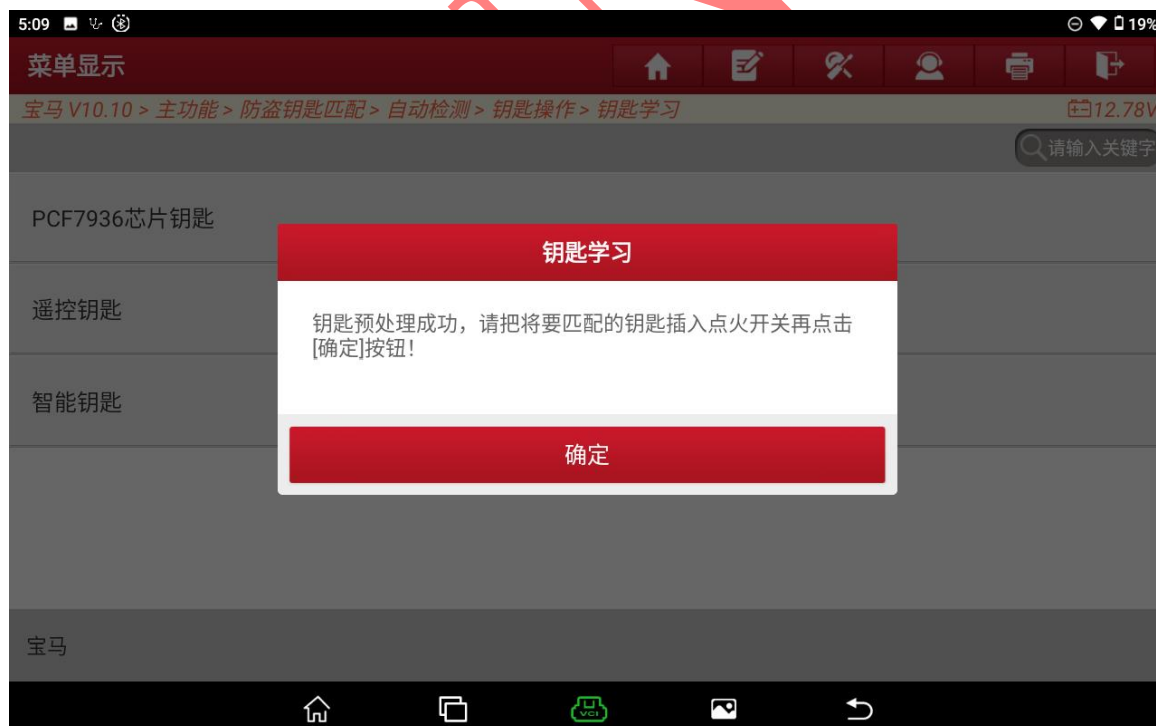 5:09
19%
菜单显示
宝马 V10.10 > 主功能 > 防盗钥匙匹配 > 自动检测 > 钥匙操作 > 钥匙学习
12.78V
请输入关键字
PCF7936芯片钥匙
钥匙学习
遥控钥匙
钥匙预处理成功，请把将要匹配的钥匙插入点火开关再点击
[确定]按钮！
智能钥匙
确定
宝马
VCI